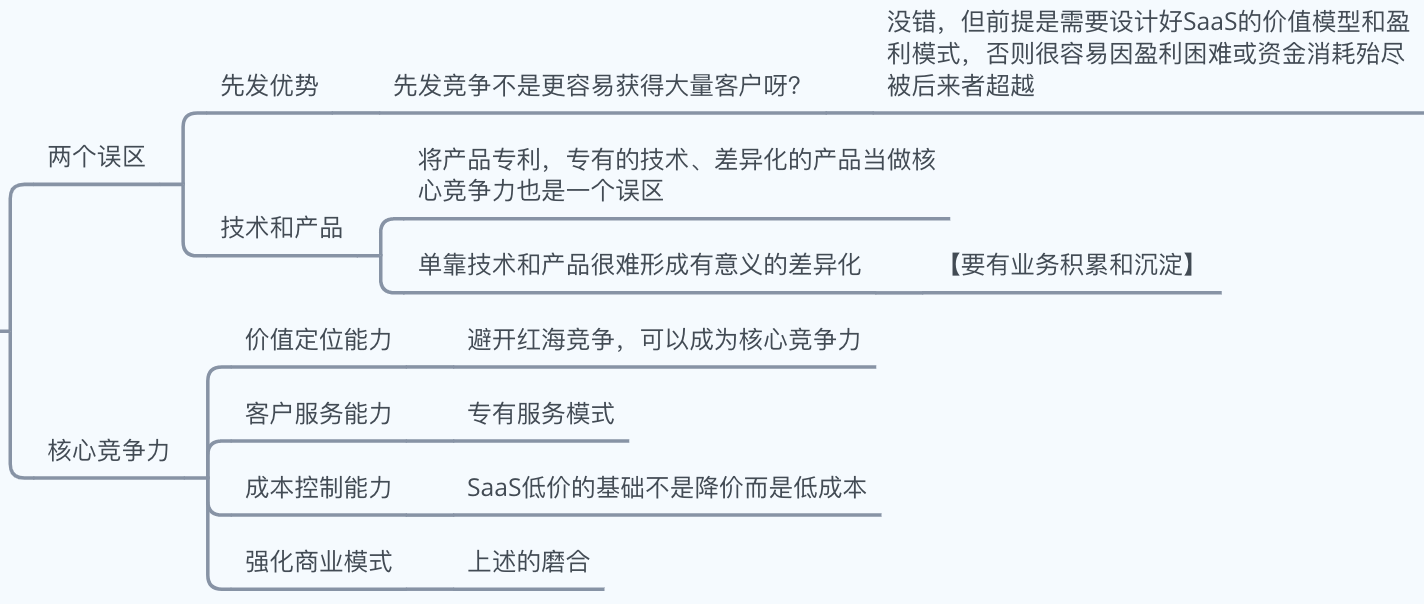 没错，但前提是需要设计好SaaS的价值模型和盈
利模式，否则很容易因盈利困难或资金消耗殆尽
被后来者超越
先发优势
先发竞争不是更容易获得大量客户呀？
两个误区
将产品专利，专有的技术、差异化的产品当做核
心竞争力也是一个误区
技术和产品
单靠技术和产品很难形成有意义的差异化
【要有业务积累和沉淀】
价值定位能力
避开红海竞争，可以成为核心竞争力
客户服务能力
专有服务模式
核心竞争力
成本控制能力
SaaS低价的基础不是降价而是低成本
强化商业模式
上述的磨合